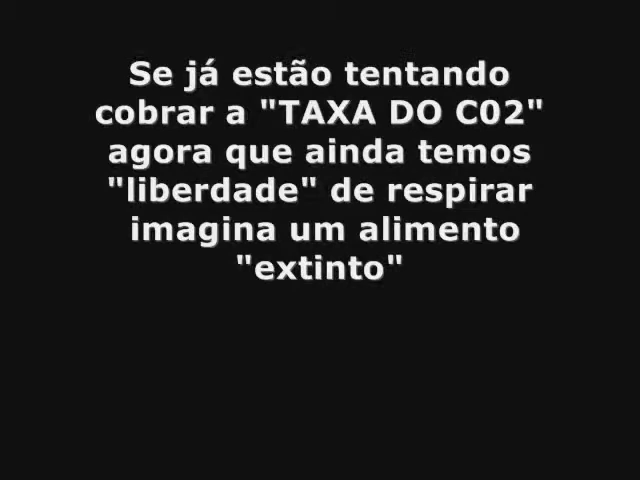 Se já estão tentando
cobrar a "TAXA DO C02"
agora que ainda temos
"liberdade" de respirar
imagina um alimento
"extinto"